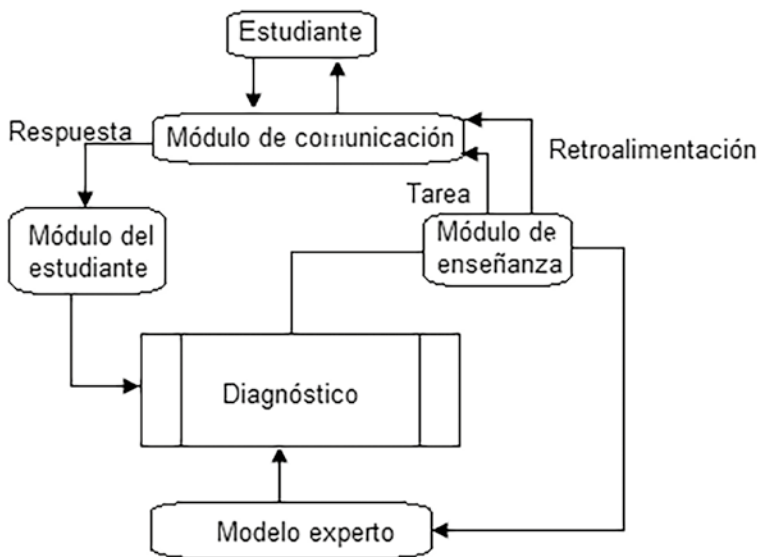 Estudiante
Respuesta
Módulo de comunicación
Retroalimentación
Tarea
Módulo del
estudiante
Módulo de
enseñanza
Diagnóstico
Modelo experto